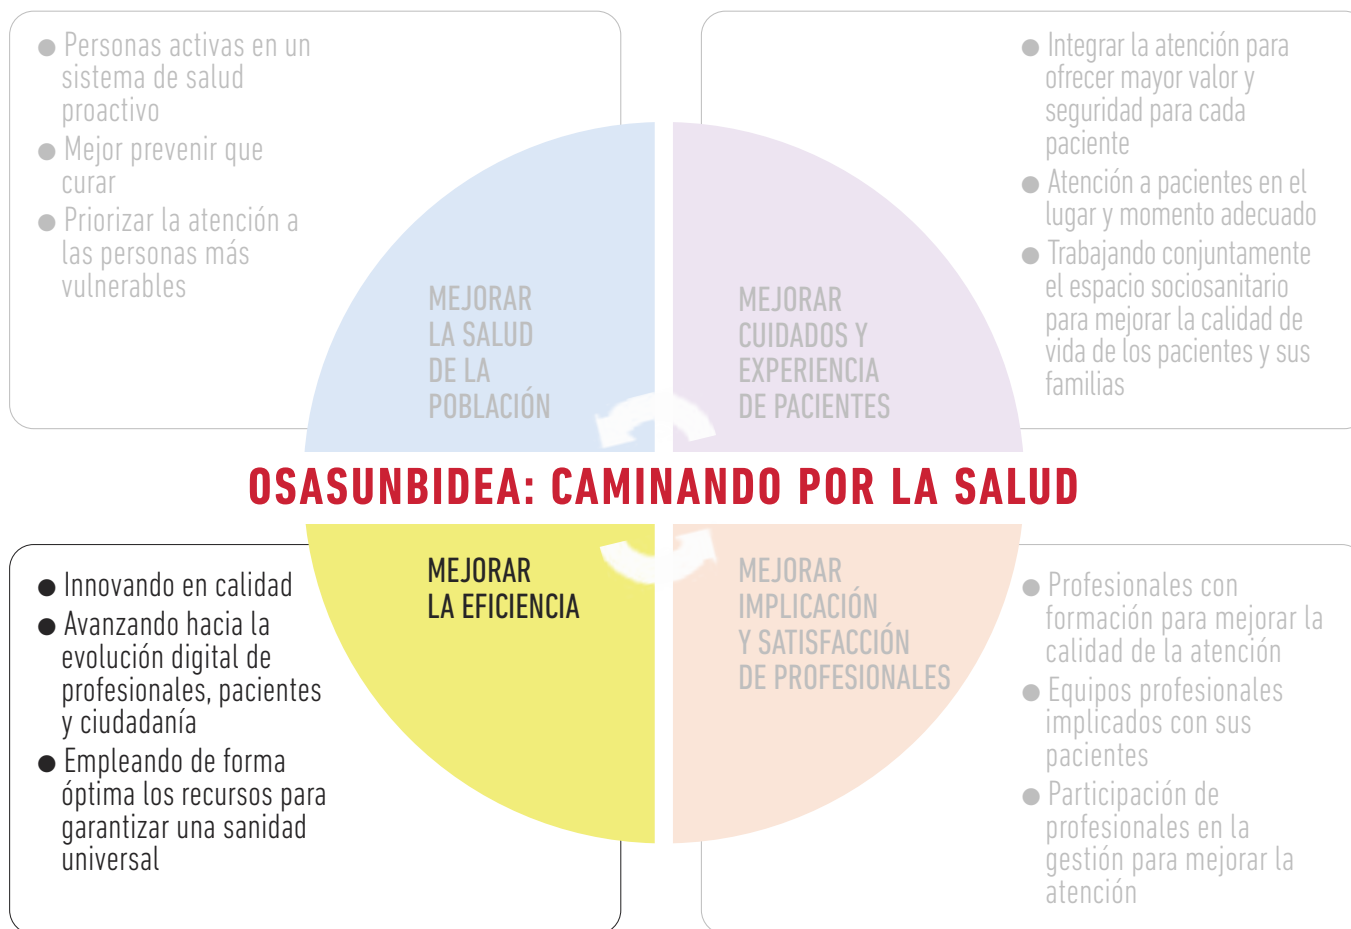 ● Personas activas en un
sistema de salud
proactivo
● Mejor prevenir que
curar
● Priorizar la atención a
las personas más
vulnerables
MEJORAR
LA SALUD
DE LA
POBLACIÓN
MEJORAR
CUIDADOS Y
EXPERIENCIA
DE PACIENTES
● Integrar la atención para
ofrecer mayor valor y
seguridad para cada
paciente
● Atención a pacientes en el
lugar y momento adecuado
● Trabajando conjuntamente
el espacio sociosanitario
para mejorar la calidad de
vida de los pacientes y sus
familias
OSASUNBIDEA: CAMINANDO POR LA SALUD
● Innovando en calidad
● Avanzando hacia la
evolución digital de
profesionales, pacientes
y ciudadanía
● Empleando de forma
óptima los recursos para
garantizar una sanidad
universal
MEJORAR
LA EFICIENCIA
MEJORAR
IMPLICACIÓN
Y SATISFACCIÓN
DE PROFESIONALES
● Profesionales con
formación para mejorar la
calidad de la atención
● Equipos profesionales
implicados con sus
pacientes
● Participación de
profesionales en la
gestión para mejorar la
atención